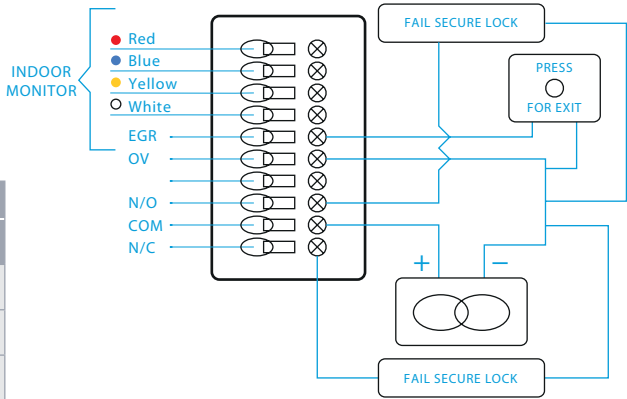 FAIL SECURE LOCK
INDOOR
MONITOR
Red
Blue
Yellow
White
EGR
OV
N/O
COM
N/C
PRESS
FOR EXIT
+
−
FAIL SECURE LOCK